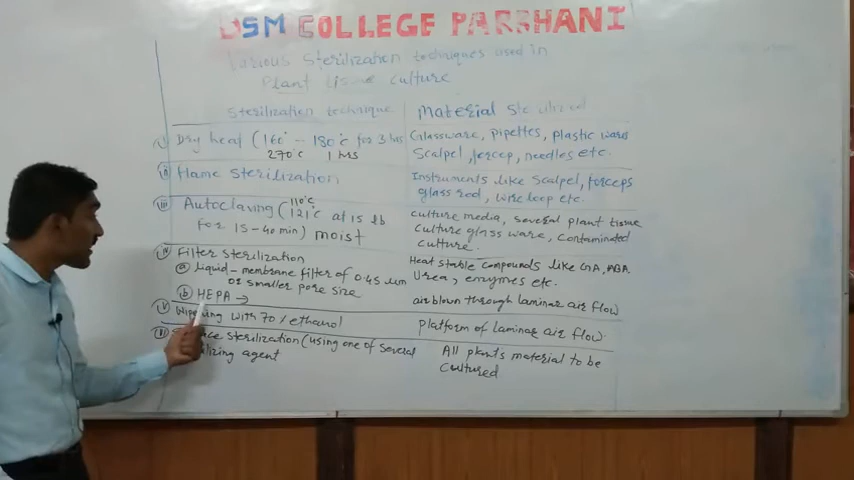 DSM COLLEGE PARBHANI
Various Sterilization techniques used in
Plant tissue culture
Sterilization technique
Material Sterilized
i) Dry heat (160° - 180°c for 3 hrs
270°c 1 Hrs
Glassware, pipettes, plastic wares
Scalpel, forcep, needles etc.
ii) Flame Sterilization
Instruments like Scalpel, forceps
glass rod, wire loop etc.
iii) Autoclaving (110°c
121°c at 15 lb
for 15-40 min) moist
culture media, several plant tissue
culture glass ware, contaminated
culture.
iv) Filter Sterilization
a) Liquid - membrane filter of 0.45 um
or smaller pore size
Heat stable compounds like GA, ABA
Urea, enzymes etc.
b) HEPA →
air blown through laminar air flow
v) Wipening with 70% ethanol
platform of laminar air flow.
sterilization (using one of several
agent
All plants material to be
cultured